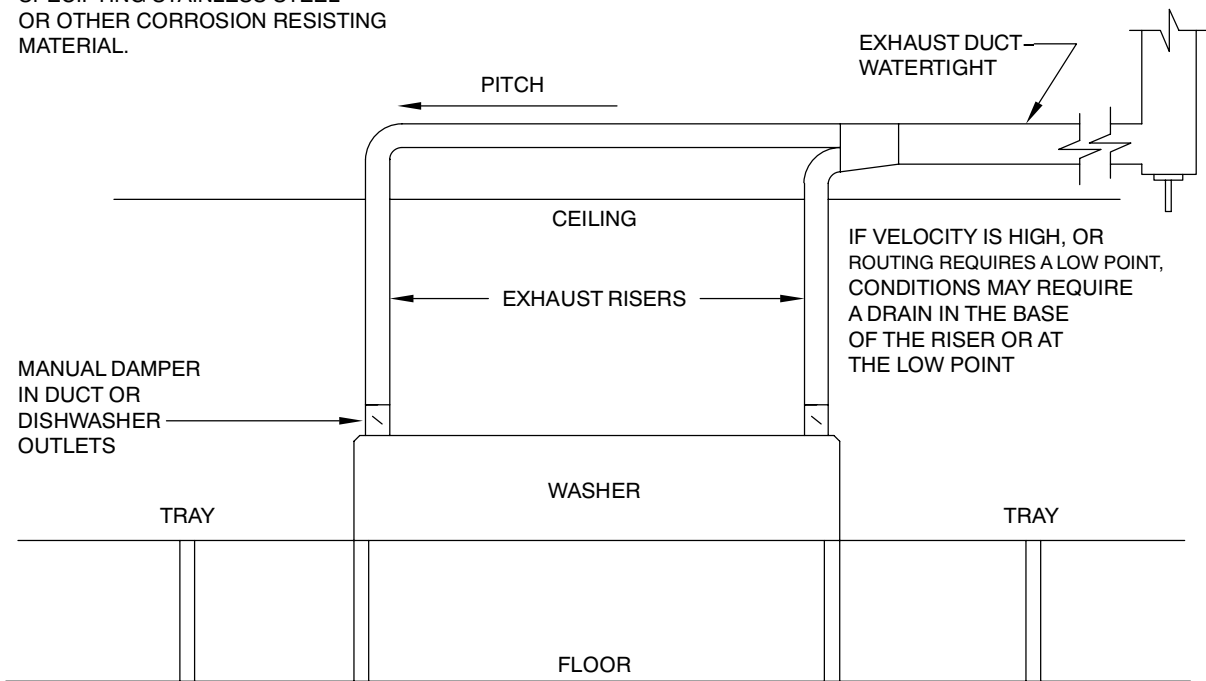 OR OTHER CORROSION RESISTING
MATERIAL.
EXHAUST DUCT
WATERTIGHT
PITCH
CEILING
IF VELOCITY IS HIGH, OR
ROUTING REQUIRES A LOW POINT,
CONDITIONS MAY REQUIRE
A DRAIN IN THE BASE
OF THE RISER OR AT
THE LOW POINT
EXHAUST RISERS
MANUAL DAMPER
IN DUCT OR
DISHWASHER
OUTLETS
WASHER
TRAY
TRAY
FLOOR